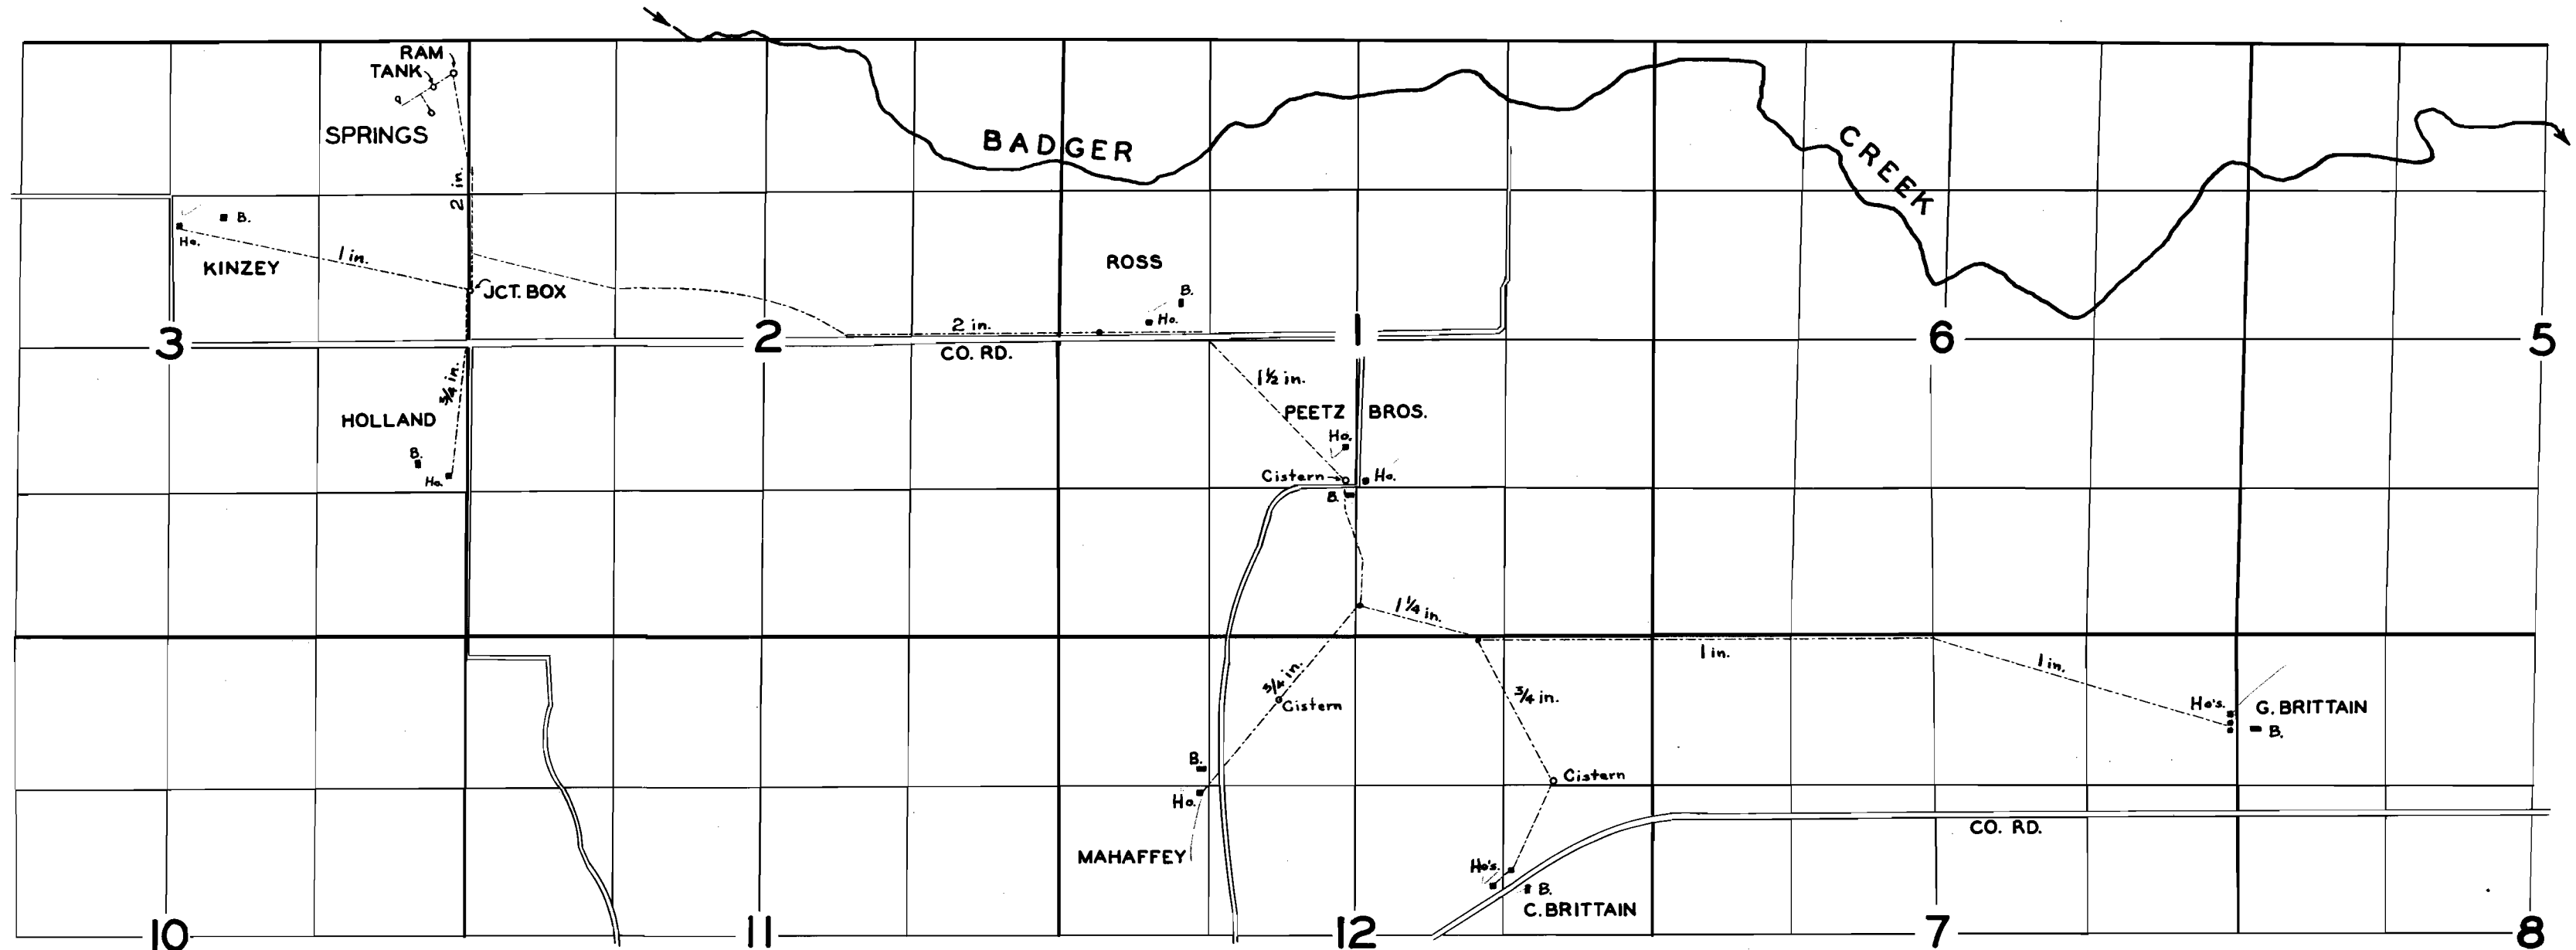 RAM
TANK
SPRINGS
BADGER
CREEK
2 in.
B.
Ho.
KINZEY
1 in.
JCT. BOX
ROSS
B.
Ho.
2 in.
3
2
1
6
5
CO. RD.
3/4 in.
HOLLAND
B.
Ho.
1½ in.
PEETZ BROS.
Ho.
Cistern
Ho.
B.
1¼ in.
3/4 in.
Cistern
1 in.
3/4 in.
1 in.
Ho's.
G. BRITTAIN
B.
B.
Ho.
Cistern
MAHAFFEY
CO. RD.
Ho's.
B.
C. BRITTAIN
10
11
12
7
8